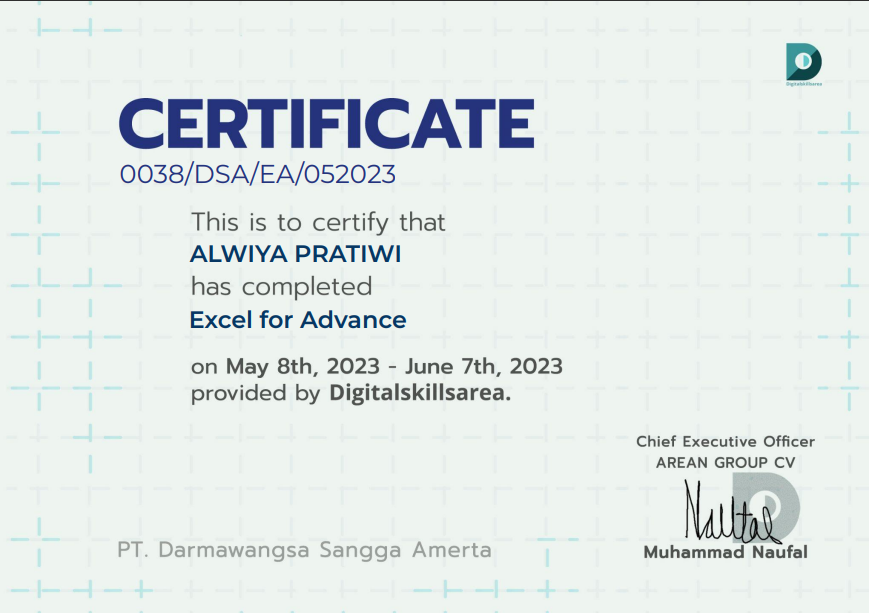 Digitalskillsarea
CERTIFICATE
0038/DSA/EA/052023
This is to certify that
ALWIYA PRATIWI
has completed
Excel for Advance
on May 8th, 2023 - June 7th, 2023
provided by Digitalskillsarea.
Chief Executive Officer
AREAN GROUP CV
Naufal
Muhammad Naufal
PT. Darmawangsa Sangga Amerta